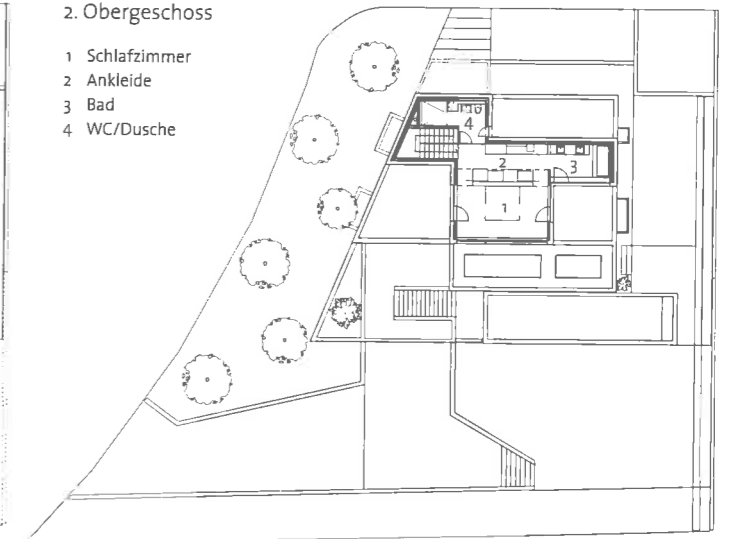 2. Obergeschoss
1 Schlafzimmer
2 Ankleide
3 Bad
4 WC/Dusche
4
2
3
1